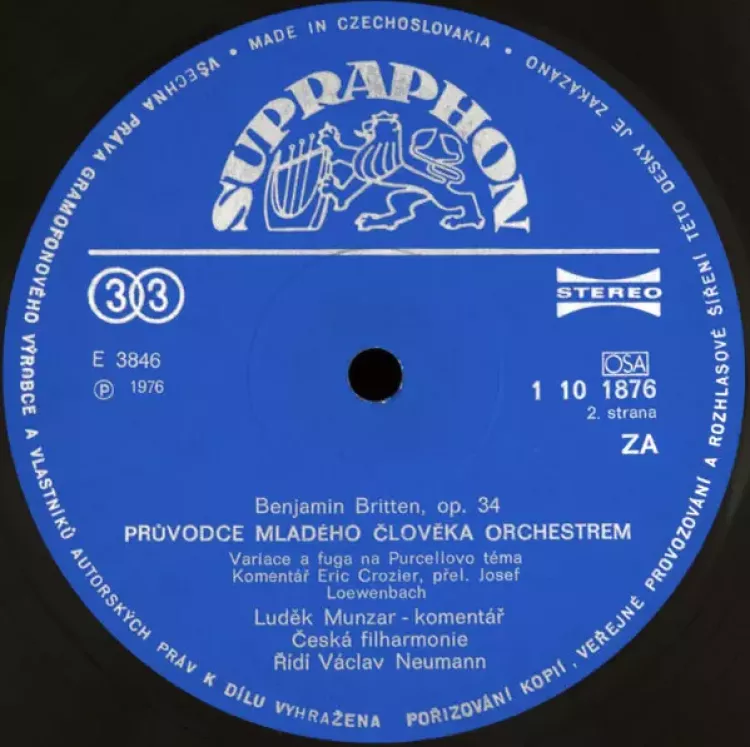 • MADE IN CZECHOSLOVAKIA •
VŠECHNA PRÁVA GRAMOFONOVÉHO VÝROBCE A VLASTNÍKŮ AUTORSKÝCH PRÁV K DÍLU VYHRAŽENA. POŘIZOVÁNÍ KOPIÍ, VEŘEJNÉ PROVOZOVÁNÍ A ROZHLASOVÉ ŠÍŘENÍ TÉTO DESKY JE ZAKÁZÁNO
SUPRAPHON
33
STEREO
E 3846
Ⓟ 1976
OSA
1 10 1876
2. strana
ZA
Benjamin Britten, op. 34
PRŮVODCE MLADÉHO ČLOVĚKA ORCHESTREM
Variace a fuga na Purcellovo téma
Komentář Eric Crozier, přel. Josef
Loewenbach
Luděk Munzar - komentář
Česká filharmonie
Řídí Václav Neumann